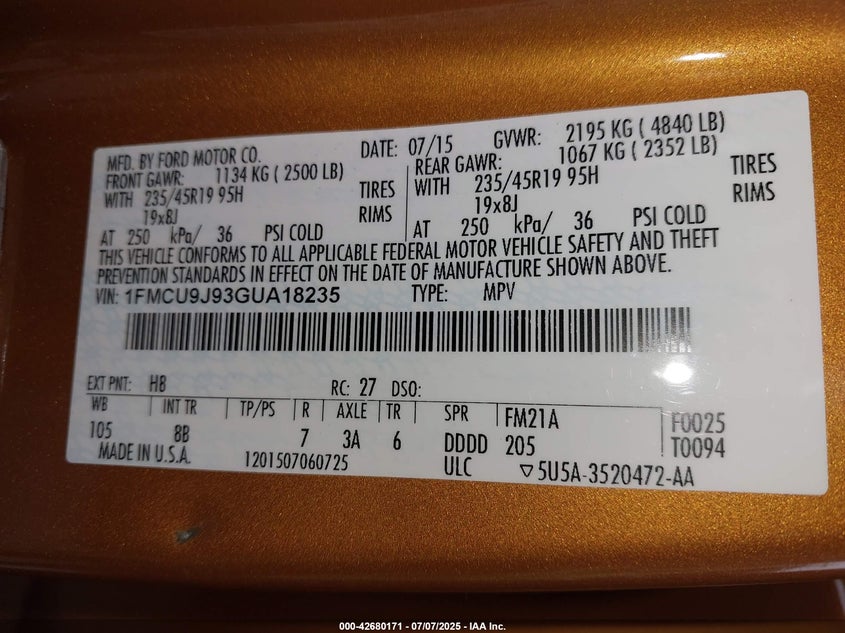 MFD. BY FORD MOTOR CO. DATE: 07/15 GVWR: 2195 KG ( 4840 LB)
FRONT GAWR: 1134 KG ( 2500 LB) REAR GAWR: 1067 KG ( 2352 LB)
WITH 235/45R19 95H TIRES WITH 235/45R19 95H TIRES
19x8J RIMS 19x8J RIMS
AT 250 kPa/ 36 PSI COLD AT 250 kPa/ 36 PSI COLD
THIS VEHICLE CONFORMS TO ALL APPLICABLE FEDERAL MOTOR VEHICLE SAFETY AND THEFT
PREVENTION STANDARDS IN EFFECT ON THE DATE OF MANUFACTURE SHOWN ABOVE.
VIN: 1FMCU9J93GUA18235 TYPE: MPV
EXT PNT: H8 RC: 27 DSO:
WB INT TR TP/PS R AXLE TR SPR FM21A F0025
105 8B 7 3A 6 DDDD 205 T0094
MADE IN U.S.A. 1201507060725 ULC ▽5U5A-3520472-AA
000-42680171 - 07/07/2025 - IAA Inc.